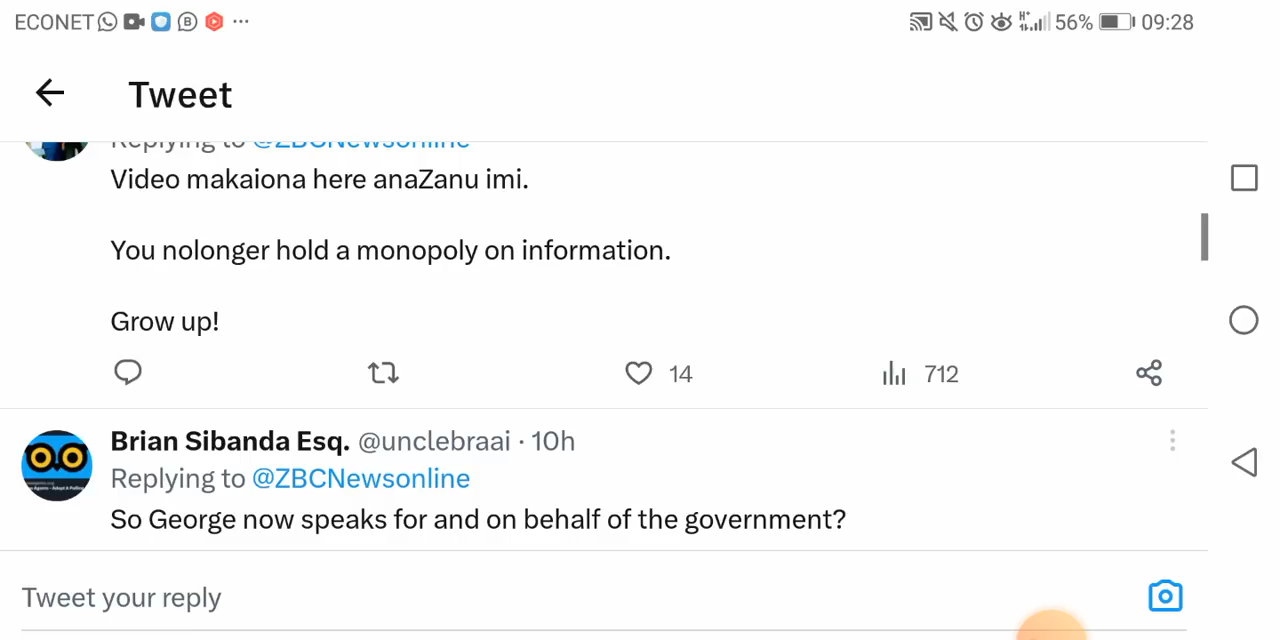 ECONET 56% 09:28
Tweet
Replying to @ZBCNewsonline
Video makaiona here anaZanu imi.
You nolonger hold a monopoly on information.
Grow up!
14 712
Brian Sibanda Esq. @unclebraai · 10h
Replying to @ZBCNewsonline
So George now speaks for and on behalf of the government?
Tweet your reply